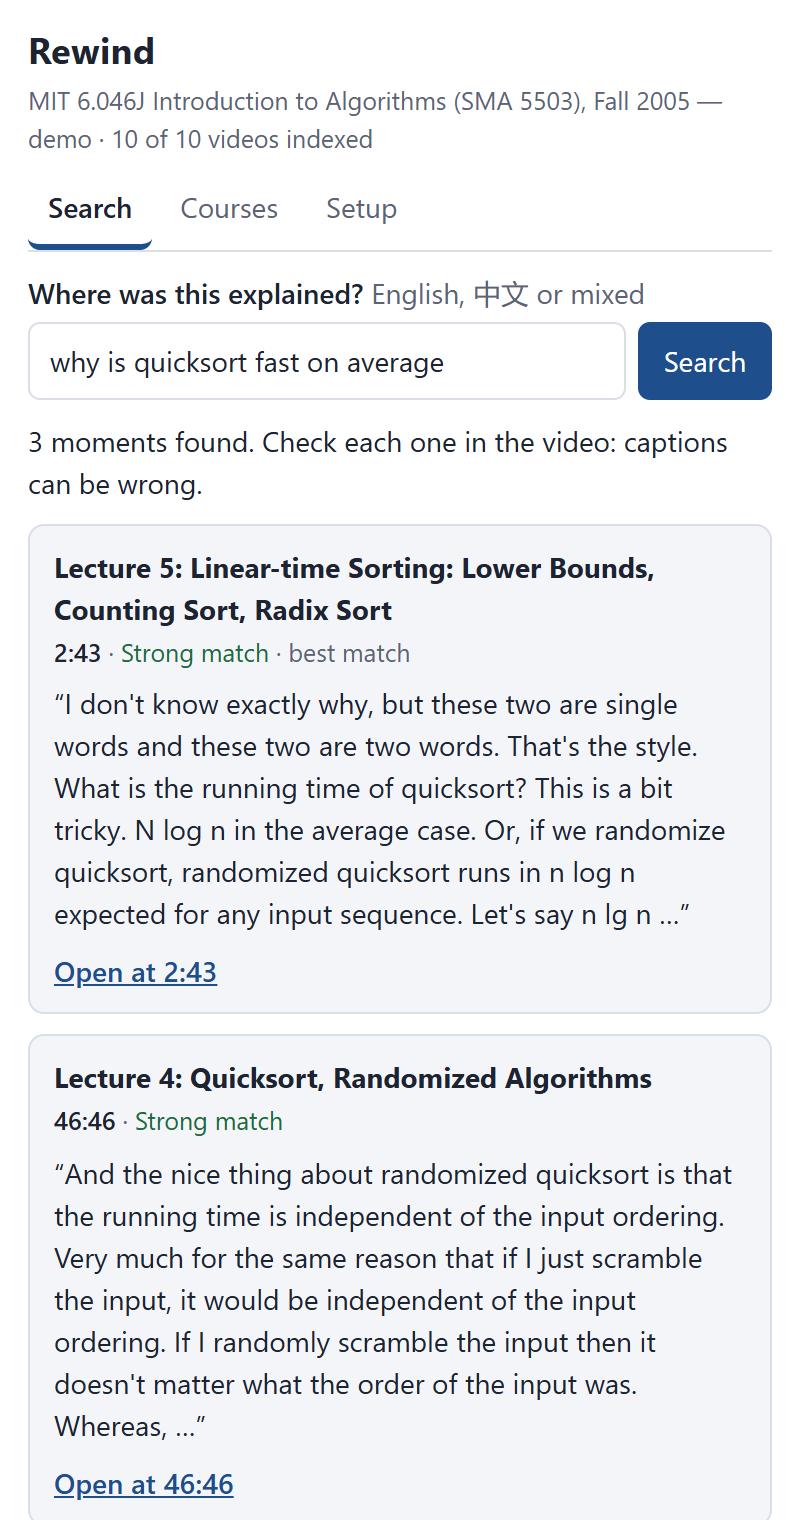 Rewind
MIT 6.046J Introduction to Algorithms (SMA 5503), Fall 2005 —
demo · 10 of 10 videos indexed
Search Courses Setup
Where was this explained? English, 中文 or mixed
why is quicksort fast on average Search
3 moments found. Check each one in the video: captions
can be wrong.
Lecture 5: Linear-time Sorting: Lower Bounds,
Counting Sort, Radix Sort
2:43 · Strong match · best match
“I don't know exactly why, but these two are single
words and these two are two words. That's the style.
What is the running time of quicksort? This is a bit
tricky. N log n in the average case. Or, if we randomize
quicksort, randomized quicksort runs in n log n
expected for any input sequence. Let's say n lg n ...”
Open at 2:43
Lecture 4: Quicksort, Randomized Algorithms
46:46 · Strong match
“And the nice thing about randomized quicksort is that
the running time is independent of the input ordering.
Very much for the same reason that if I just scramble
the input, it would be independent of the input
ordering. If I randomly scramble the input then it
doesn't matter what the order of the input was.
Whereas, ...”
Open at 46:46